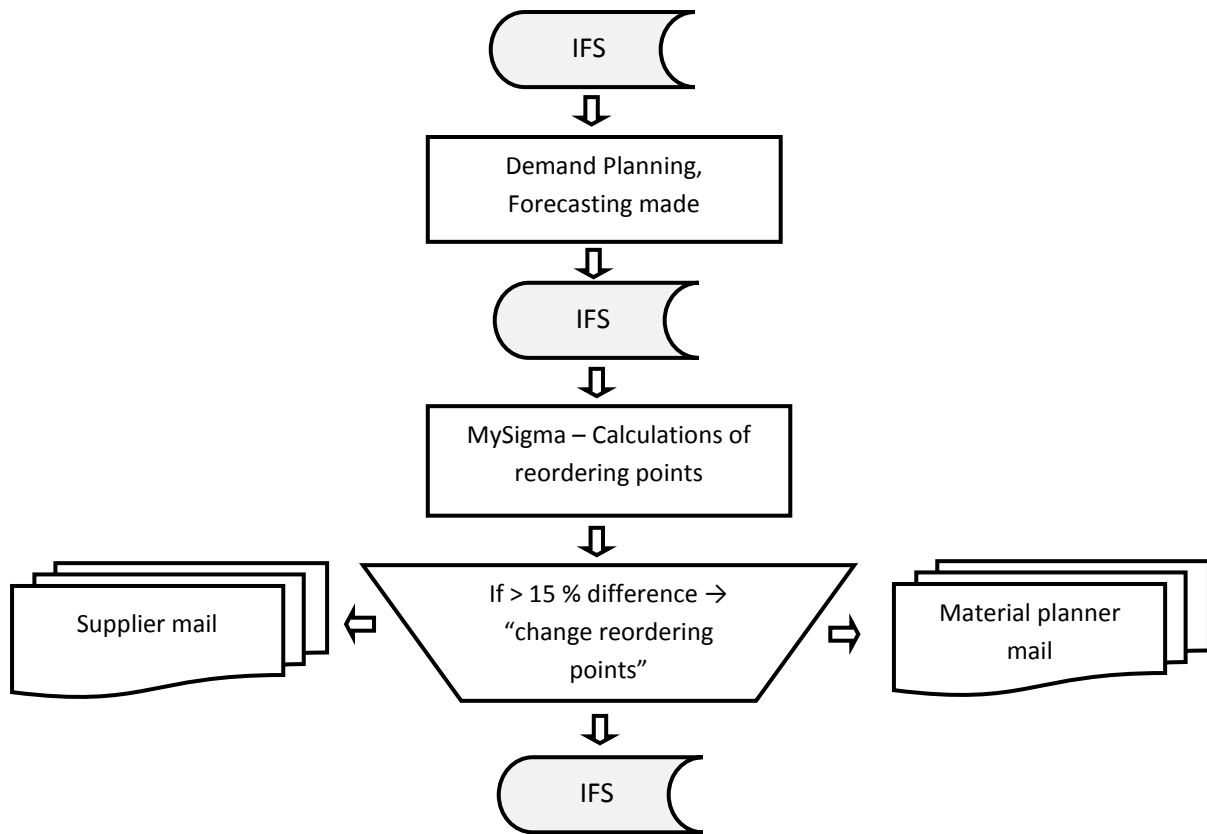 IFS
Demand Planning,
Forecasting made
IFS
MySigma – Calculations of
reordering points
If > 15 % difference →
“change reordering
points”
Supplier mail
Material planner
mail
IFS